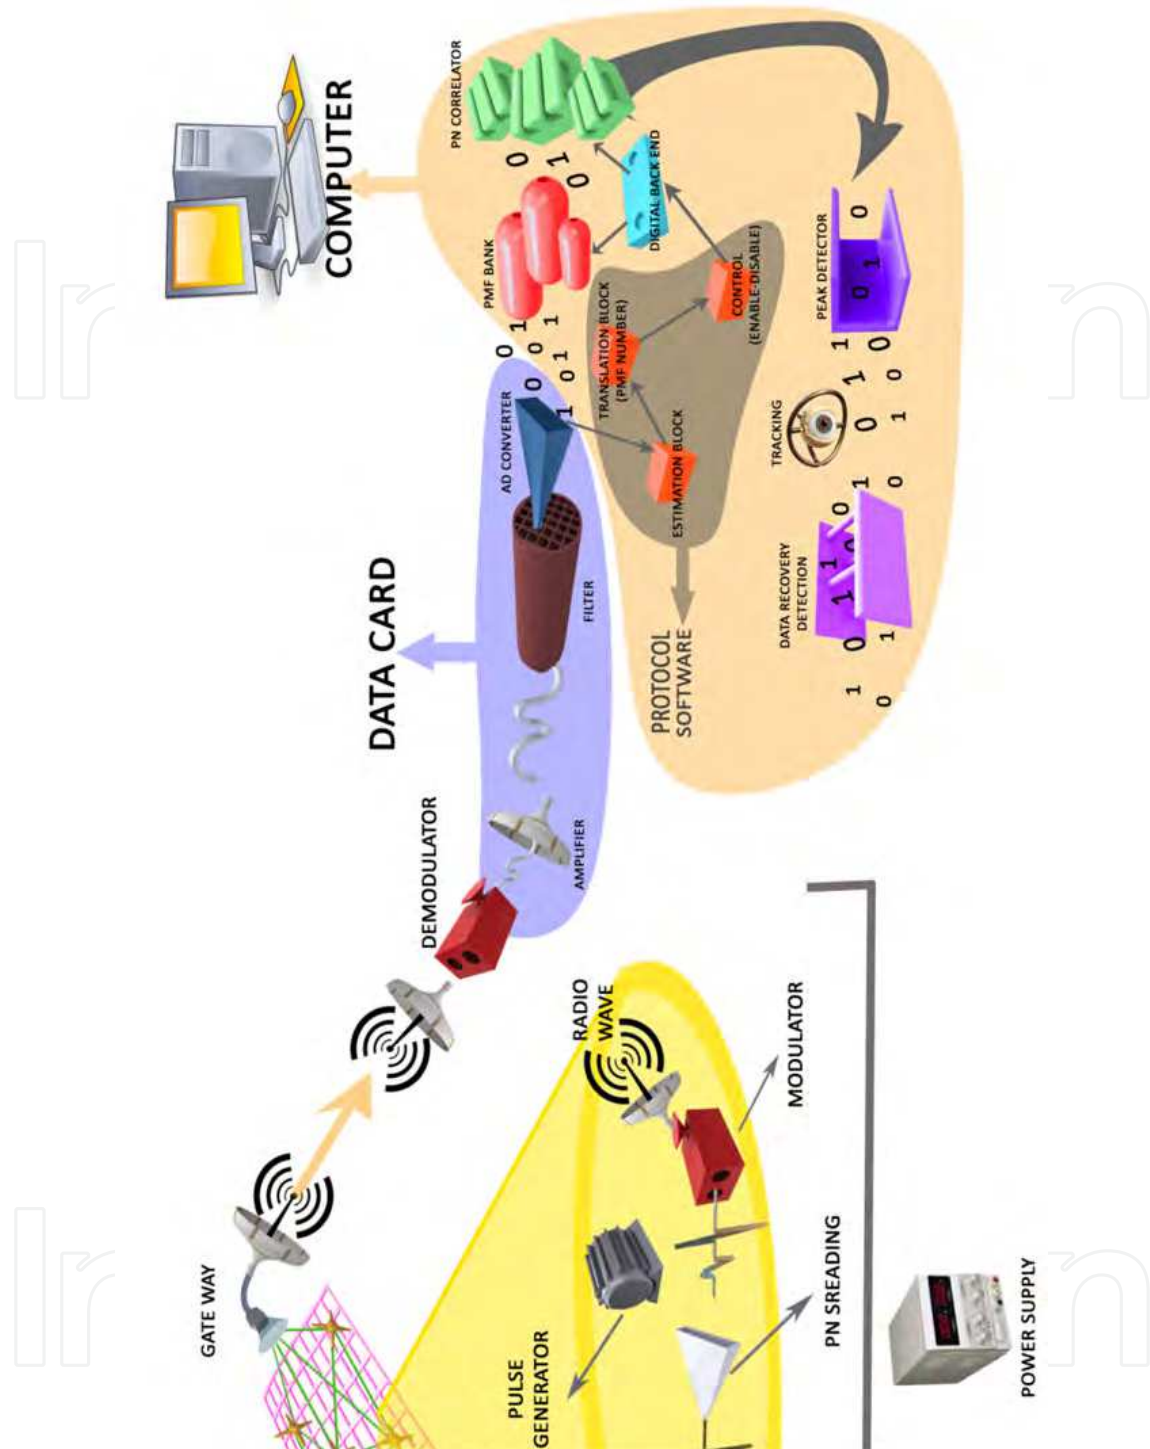 GATE WAY
PULSE
GENERATOR
PN SREADING
POWER SUPPLY
RADIO
WAVE
MODULATOR
DEMODULATOR
AMPLIFIER
DATA CARD
FILTER
AD CONVERTER
PROTOCOL
SOFTWARE
ESTIMATION BLOCK
TRANSLATION BLOCK
(PMF NUMBER)
CONTROL
(ENABLE-DISABLE)
DATA RECOVERY
DETECTION
TRACKING
PEAK DETECTOR
PMF BANK
DIGITAL BACK END
PN CORRELATOR
COMPUTER